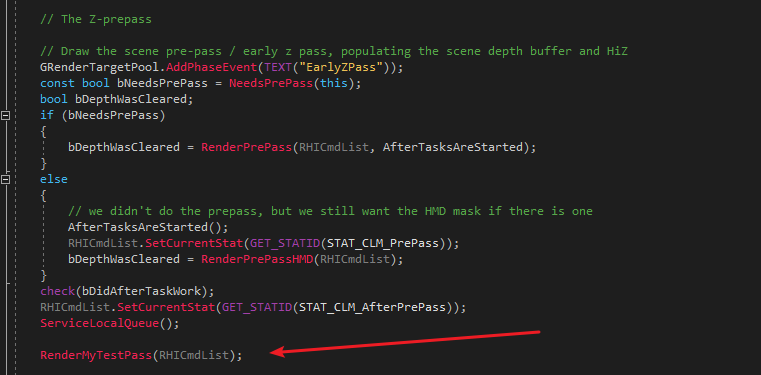 // The Z-prepass
// Draw the scene pre-pass / early z pass, populating the scene depth buffer and HiZ
GRenderTargetPool.AddPhaseEvent(TEXT("EarlyZPass"));
const bool bNeedsPrePass = NeedsPrePass(this);
bool bDepthWasCleared;
if (bNeedsPrePass)
{
bDepthWasCleared = RenderPrePass(RHICmdList, AfterTasksAreStarted);
}
else
{
// we didn't do the prepass, but we still want the HMD mask if there is one
AfterTasksAreStarted();
RHICmdList.SetCurrentStat(GET_STATID(STAT_CLM_PrePass));
bDepthWasCleared = RenderPrePassHMD(RHICmdList);
}
check(bDidAfterTaskWork);
RHICmdList.SetCurrentStat(GET_STATID(STAT_CLM_AfterPrePass));
ServiceLocalQueue();
RenderMyTestPass(RHICmdList);